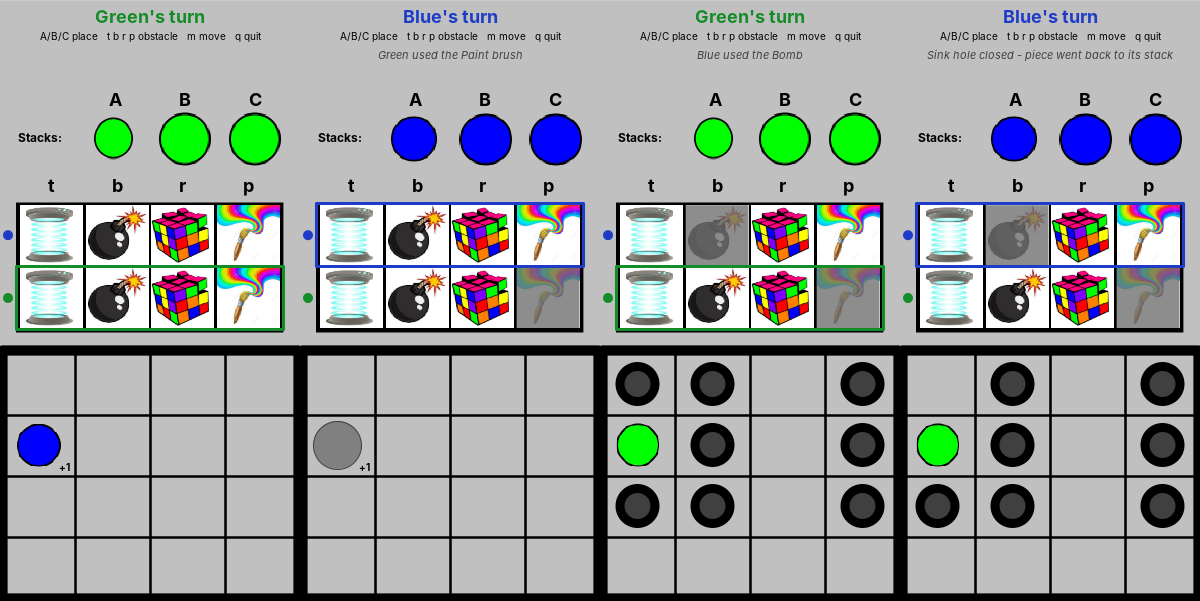 Green's turn
A/B/C place t b r p obstacle m move q quit
A B C
Stacks:
t b r p
+1
Blue's turn
A/B/C place t b r p obstacle m move q quit
Green used the Paint brush
A B C
Stacks:
t b r p
+1
Green's turn
A/B/C place t b r p obstacle m move q quit
Blue used the Bomb
A B C
Stacks:
t b r p
Blue's turn
A/B/C place t b r p obstacle m move q quit
Sink hole closed - piece went back to its stack
A B C
Stacks:
t b r p